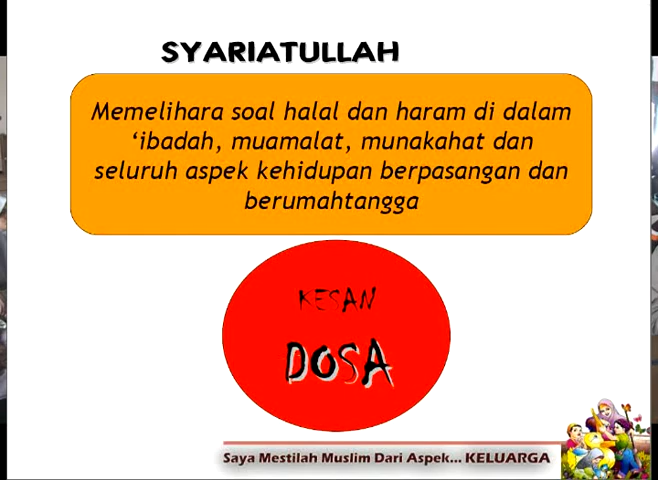 SYARIATULLAH
Memelihara soal halal dan haram di dalam
‘ibadah, muamalat, munakahat dan
seluruh aspek kehidupan berpasangan dan
berumahtangga
KESAN
DOSA
Saya Mestilah Muslim Dari Aspek... KELUARGA